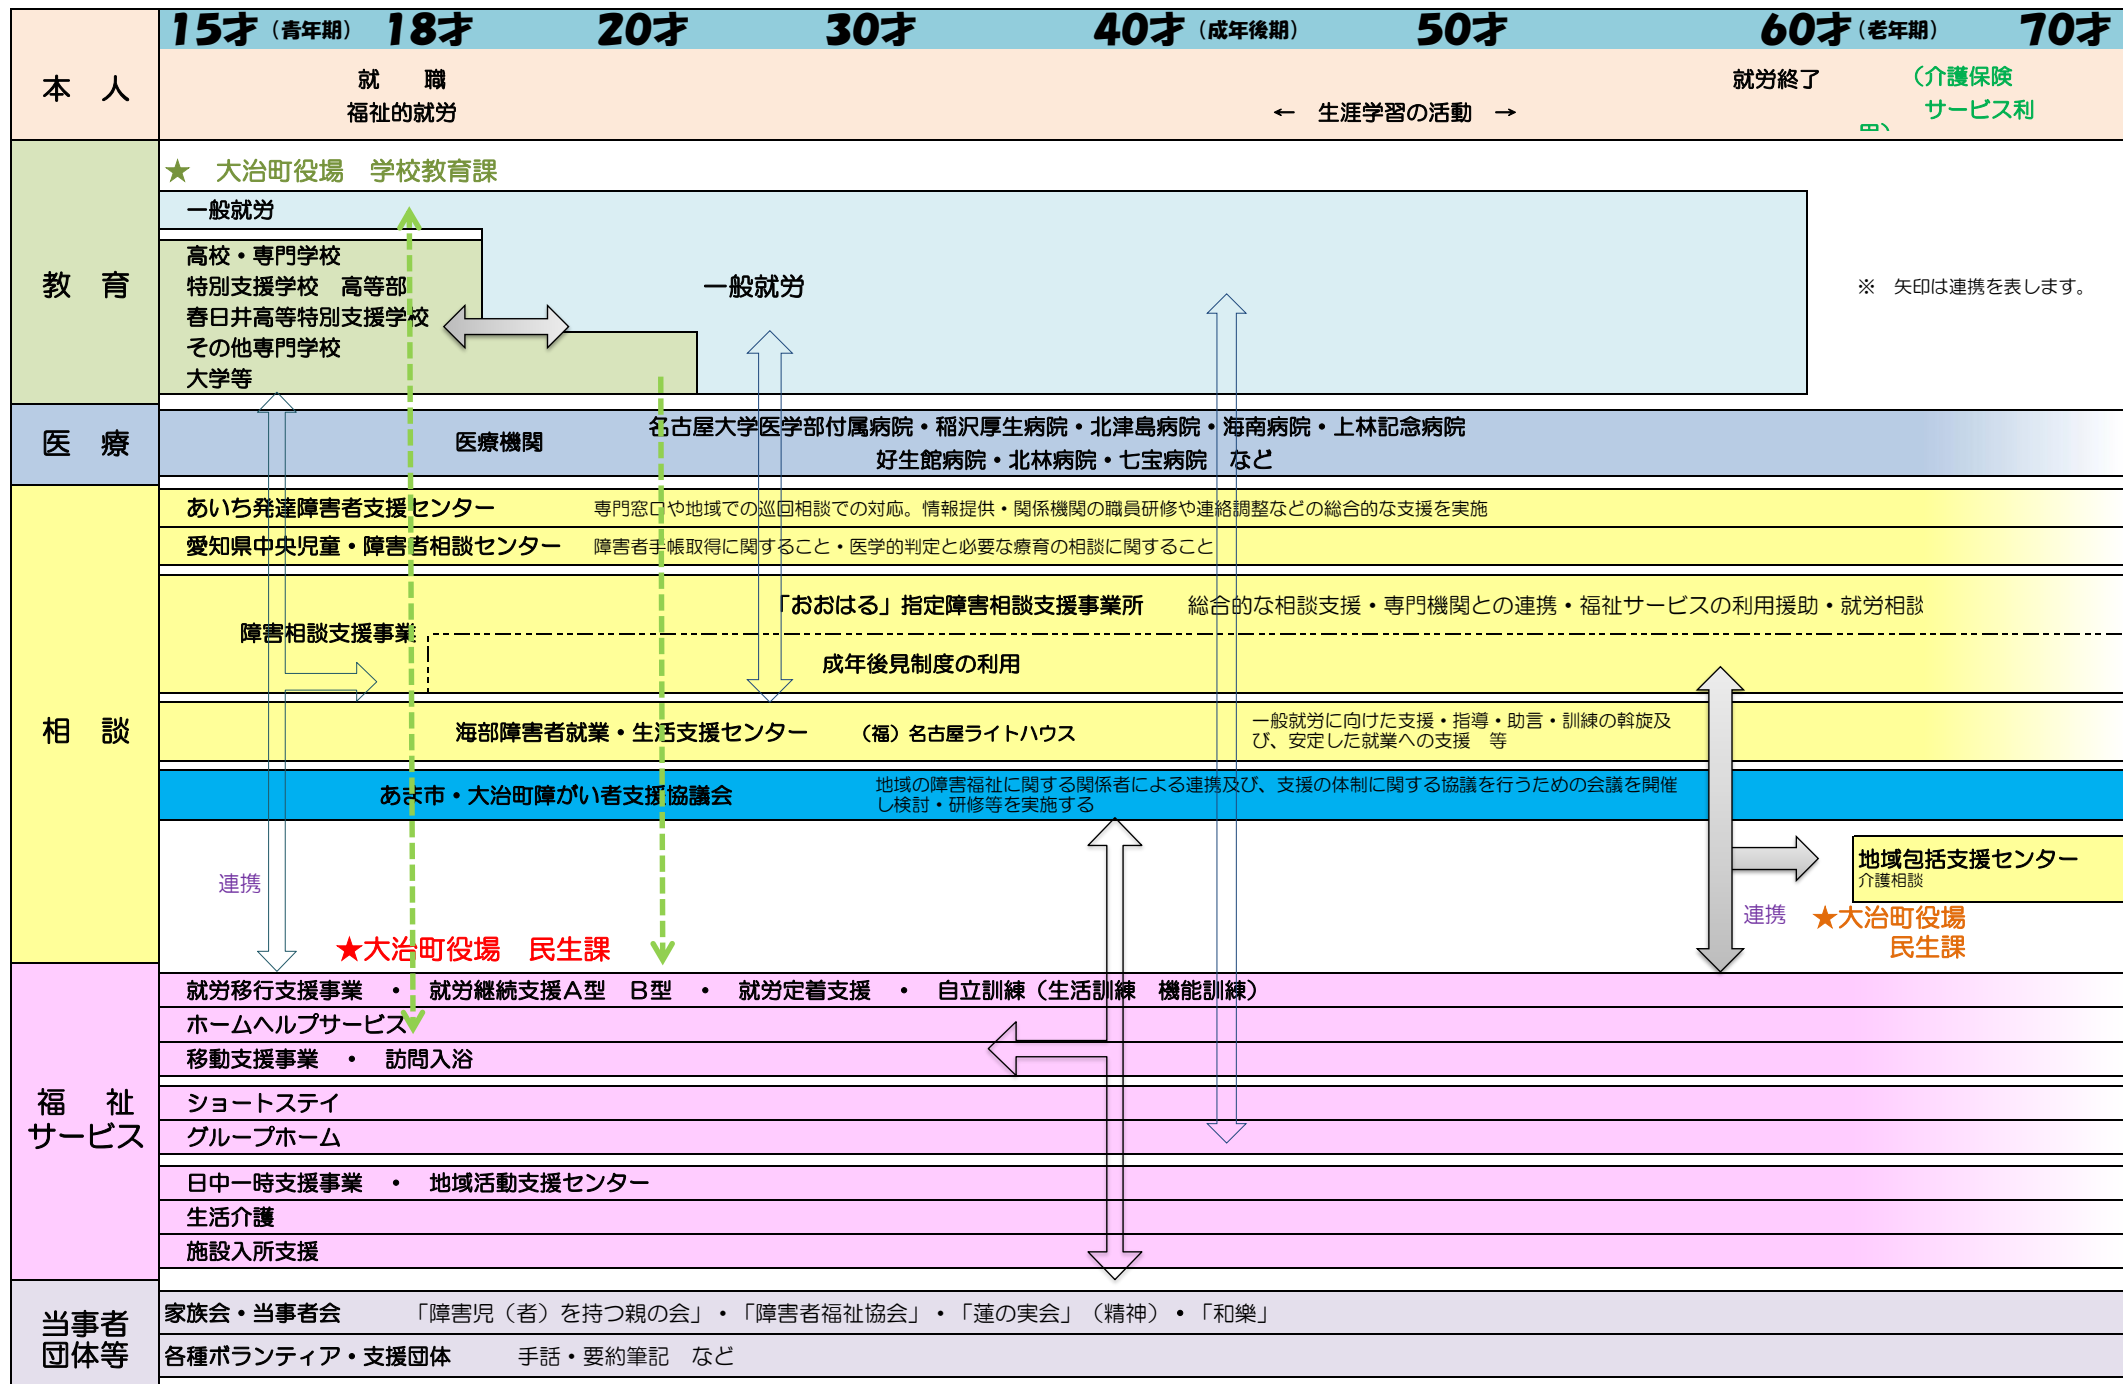 15才（青年期） 18才 20才 30才 40才（成年後期） 50才 60才（老年期） 70才
本 人
就 職
福祉的就労
← 生涯学習の活動 →
就労終了
（介護保険
サービス利
用）
教 育
★ 大治町役場 学校教育課
一般就労
高校・専門学校
特別支援学校 高等部
春日井高等特別支援学校
その他専門学校
大学等
一般就労
※ 矢印は連携を表します。
医 療
医療機関
名古屋大学医学部付属病院・稲沢厚生病院・北津島病院・海南病院・上林記念病院
好生館病院・北林病院・七宝病院 など
相 談
あいち発達障害者支援センター 専門窓口や地域での巡回相談での対応。情報提供・関係機関の職員研修や連絡調整などの総合的な支援を実施
愛知県中央児童・障害者相談センター 障害者手帳取得に関すること・医学的判定と必要な療育の相談に関すること
障害相談支援事業
「おおはる」指定障害相談支援事業所 総合的な相談支援・専門機関との連携・福祉サービスの利用援助・就労相談
成年後見制度の利用
海部障害者就業・生活支援センター （福）名古屋ライトハウス
一般就労に向けた支援・指導・助言・訓練の斡旋及
び、安定した就業への支援 等
あま市・大治町障がい者支援協議会
地域の障害福祉に関する関係者による連携及び、支援の体制に関する協議を行うための会議を開催
し検討・研修等を実施する
連携
★大治町役場 民生課
地域包括支援センター
介護相談
連携
★大治町役場
民生課
福 祉
サービス
就労移行支援事業 ・ 就労継続支援Ａ型 Ｂ型 ・ 就労定着支援 ・ 自立訓練（生活訓練 機能訓練）
ホームヘルプサービス
移動支援事業 ・ 訪問入浴
ショートステイ
グループホーム
日中一時支援事業 ・ 地域活動支援センター
生活介護
施設入所支援
当事者
団体等
家族会・当事者会 「障害児（者）を持つ親の会」・「障害者福祉協会」・「蓮の実会」（精神）・「和樂」
各種ボランティア・支援団体 手話・要約筆記 など